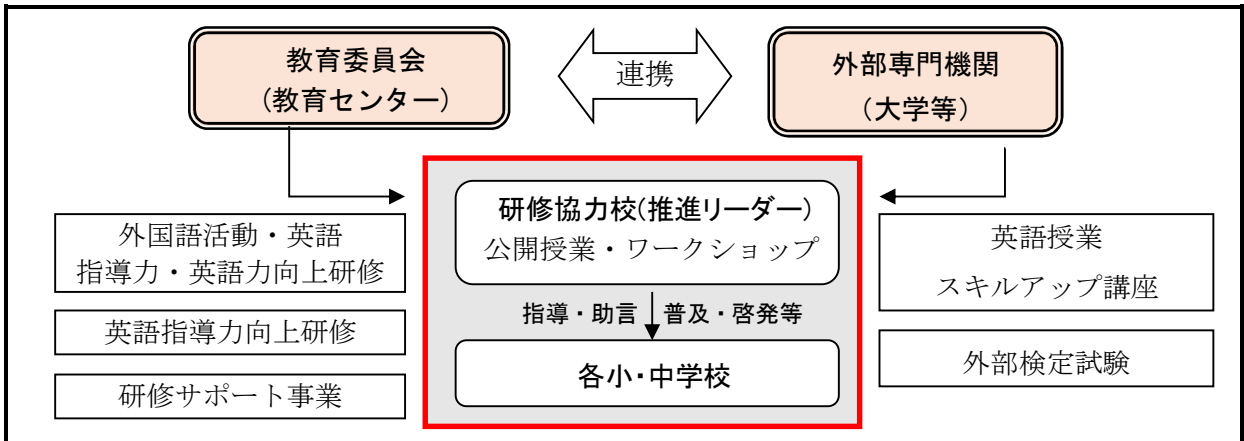 教育委員会
(教育センター)
連携
外部専門機関
(大学等)
研修協力校(推進リーダー)
公開授業・ワークショップ
指導・助言 普及・啓発等
各小・中学校
外国語活動・英語
指導力・英語力向上研修
英語指導力向上研修
研修サポート事業
英語授業
スキルアップ講座
外部検定試験